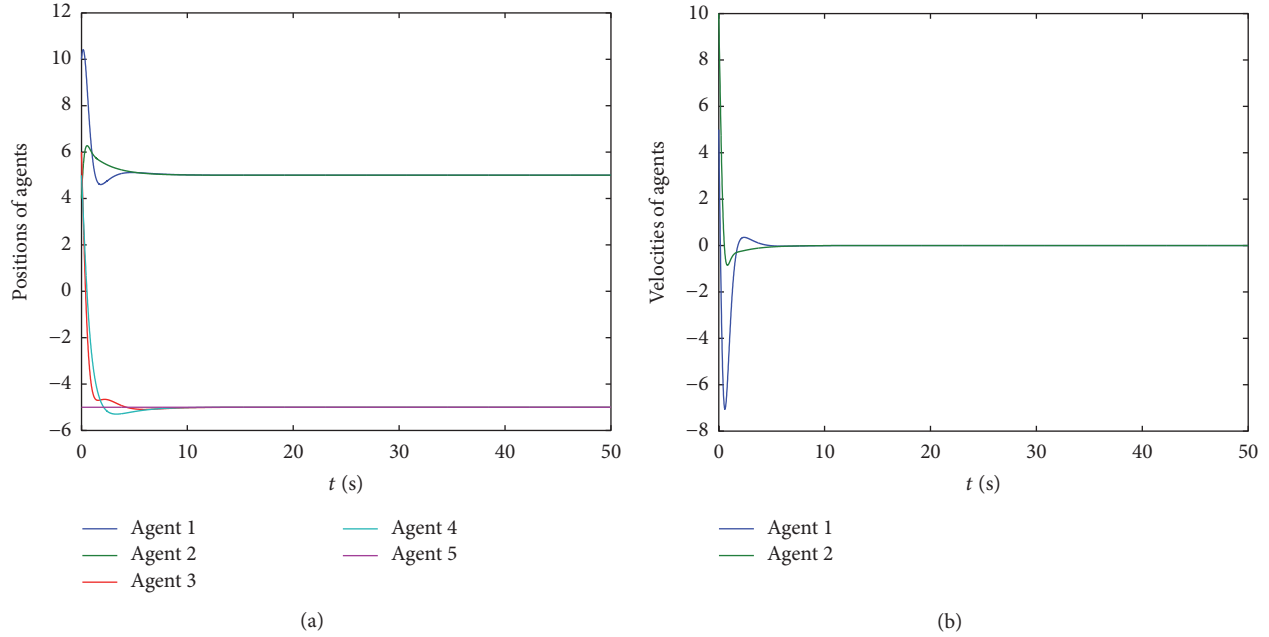 12
10
8
6
4
2
0
−2
−4
−6
Positions of agents
0
10
20
30
40
50
t (s)
Agent 1
Agent 2
Agent 3
Agent 4
Agent 5
(a)
10
8
6
4
2
0
−2
−4
−6
−8
Velocities of agents
0
10
20
30
40
50
t (s)
Agent 1
Agent 2
(b)